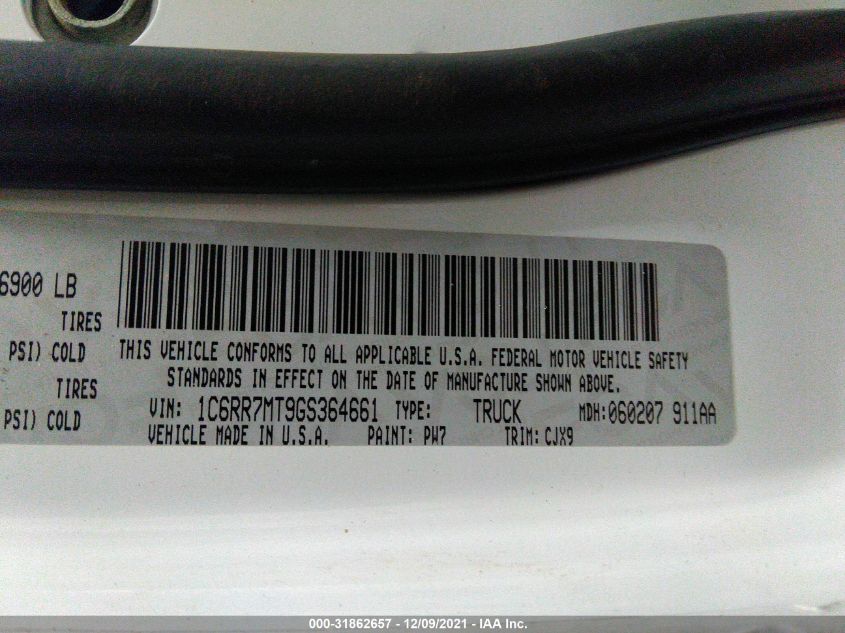 6900 LB
TIRES
PSI) COLD
TIRES
PSI) COLD
THIS VEHICLE CONFORMS TO ALL APPLICABLE U.S.A. FEDERAL MOTOR VEHICLE SAFETY
STANDARDS IN EFFECT ON THE DATE OF MANUFACTURE SHOWN ABOVE.
VIN: 1C6RR7MT9GS364661 TYPE: TRUCK MDH: 060207 911AA
VEHICLE MADE IN U.S.A. PAINT: PW7 TRIM: CJX9
000-31862657 - 12/09/2021 - IAA Inc.